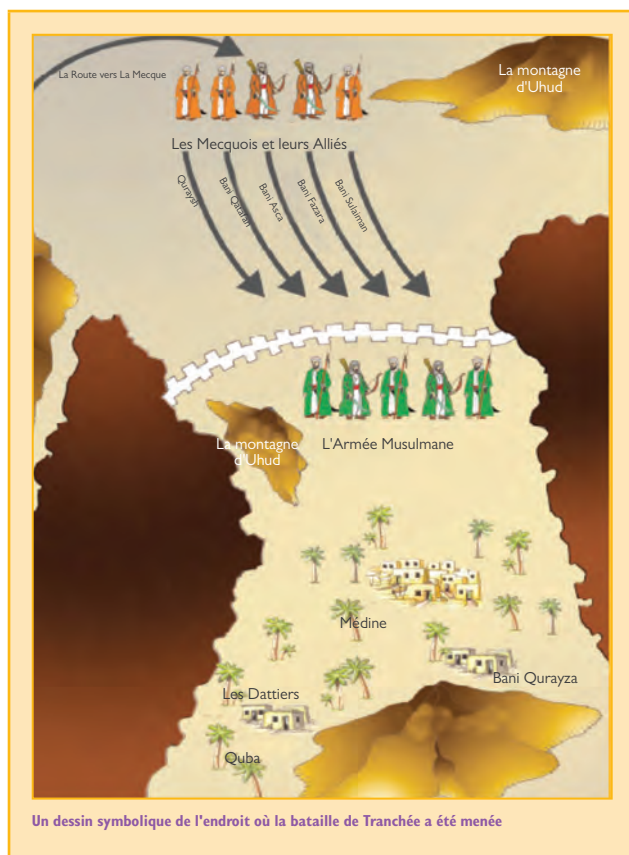 La Route vers La Mecque
La montagne
d'Uhud
Les Mecquois et leurs Alliés
Quraysh
Bani Qatafan
Bani Asca
Bani Fazara
Bani Sulaiman
L'Armée Musulmane
La montagne
d'Uhud
Médine
Bani Qurayza
Les Dattiers
Quba
Un dessin symbolique de l'endroit où la bataille de Tranchée a été menée